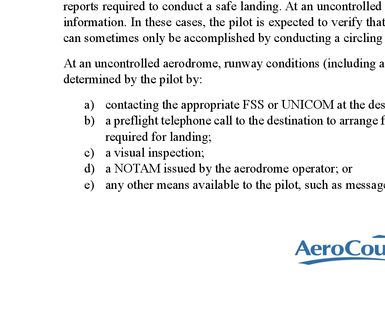 reports required to conduct a safe landing. At an uncontrolled
information. In these cases, the pilot is expected to verify that
can sometimes only be accomplished by conducting a circling
At an uncontrolled aerodrome, runway conditions (including a
determined by the pilot by:
a) contacting the appropriate FSS or UNICOM at the des
b) a preflight telephone call to the destination to arrange f
required for landing;
c) a visual inspection;
d) a NOTAM issued by the aerodrome operator; or
e) any other means available to the pilot, such as message
AeroCou